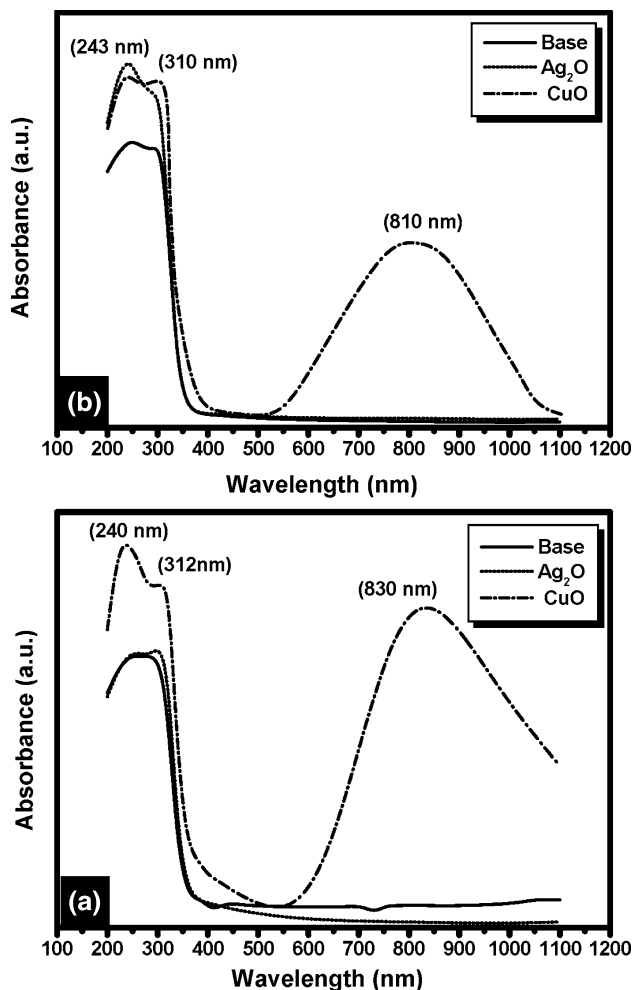 (243 nm)
(310 nm)
Base
Ag₂O
CuO
(810 nm)
Absorbance (a.u.)
(b)
100 200 300 400 500 600 700 800 900 1000 1100 1200
Wavelength (nm)
(240 nm)
(312nm)
Base
Ag₂O
CuO
(830 nm)
Absorbance (a.u.)
(a)
100 200 300 400 500 600 700 800 900 1000 1100 1200
Wavelength (nm)